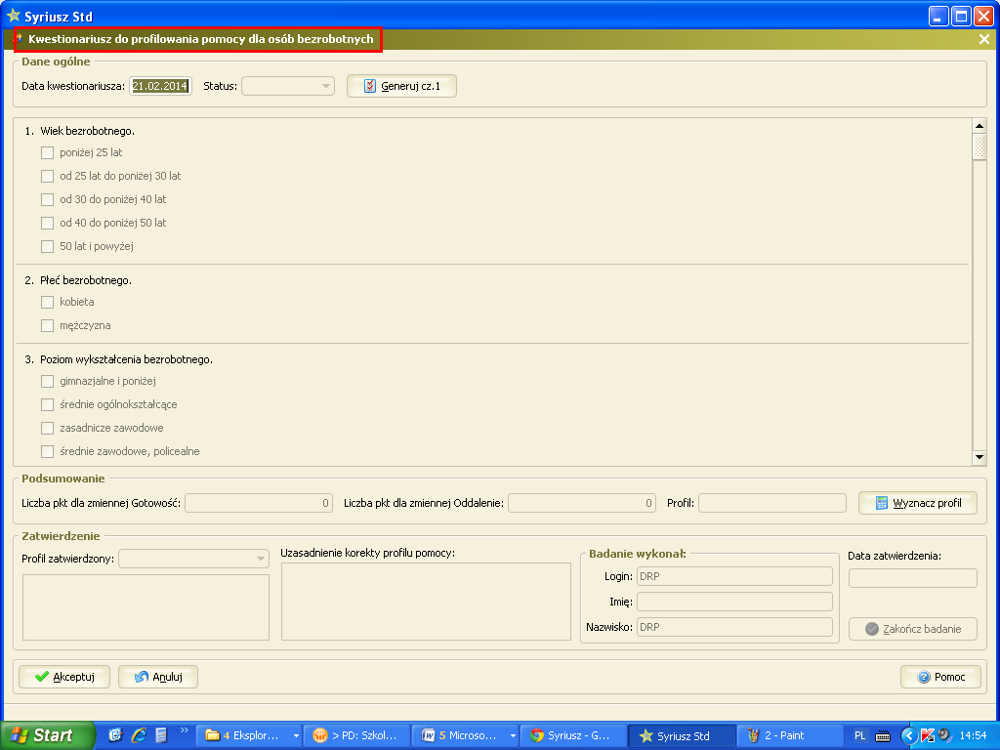 Syriusz Std
Kwestionariusz do profilowania pomocy dla osób bezrobotnych
Dane ogólne
Data kwestionariusza: 21.02.2014 Status: Generuj cz.1
1. Wiek bezrobotnego.
poniżej 25 lat
od 25 lat do poniżej 30 lat
od 30 do poniżej 40 lat
od 40 do poniżej 50 lat
50 lat i powyżej
2. Płeć bezrobotnego.
kobieta
mężczyzna
3. Poziom wykształcenia bezrobotnego.
gimnazjalne i poniżej
średnie ogólnokształcące
zasadnicze zawodowe
średnie zawodowe, policealne
Podsumowanie
Liczba pkt dla zmiennej Gotowość: 0 Liczba pkt dla zmiennej Oddalenie: 0 Profil: Wyznacz profil
Zatwierdzenie
Profil zatwierdzony: Uzasadnienie korekty profilu pomocy: Badanie wykonał: Data zatwierdzenia:
Login: DRP
Imię:
Nazwisko: DRP Zakończ badanie
Akceptuj Anuluj Pomoc
Start » 4 Eksplor... > PD: Szkol... 5 Microso... Syriusz - G... Syriusz Std 2 - Paint PL 14:54